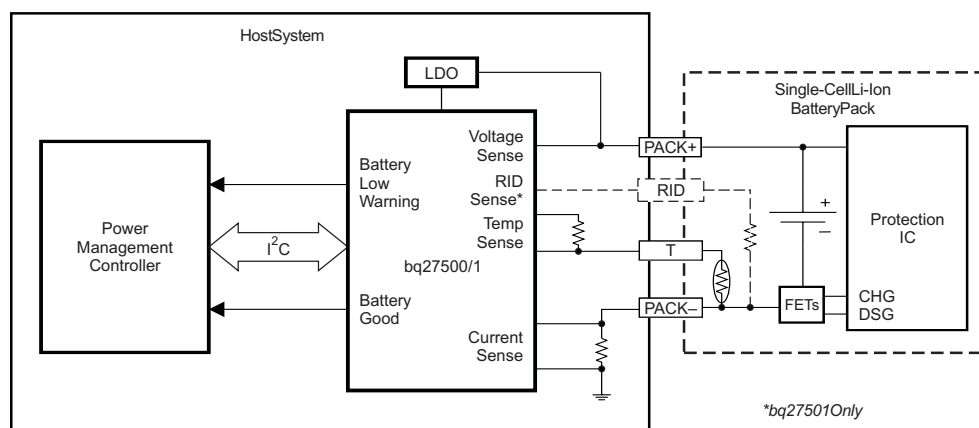 HostSystem
LDO
Single-CellLi-Ion
BatteryPack
Voltage
Sense
PACK+
Battery
Low
Warning
RID
Sense*
RID
+
–
Protection
IC
Power
Management
Controller
I2C
Temp
Sense
T
bq27500/1
Battery
Good
PACK–
FETs
CHG
DSG
Current
Sense
*bq27501Only